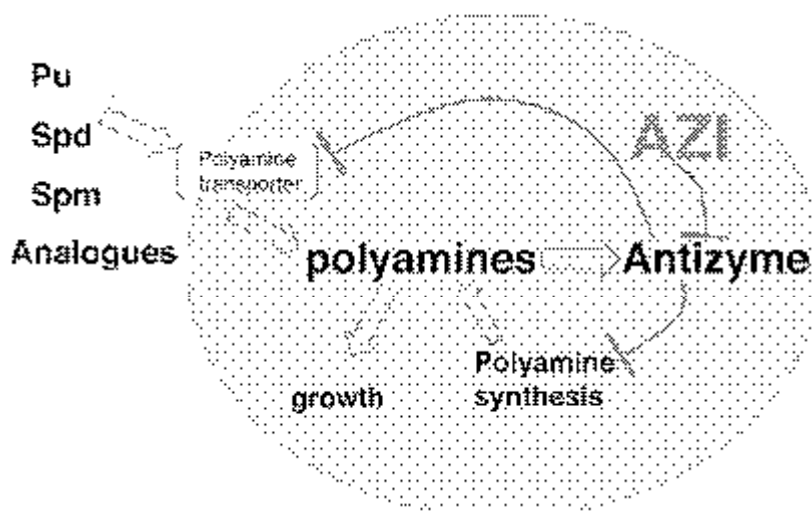 Pu
Spd
Spm
Analogues
Polyamine
transporter
AZI
polyamines
Antizyme
growth
Polyamine
synthesis